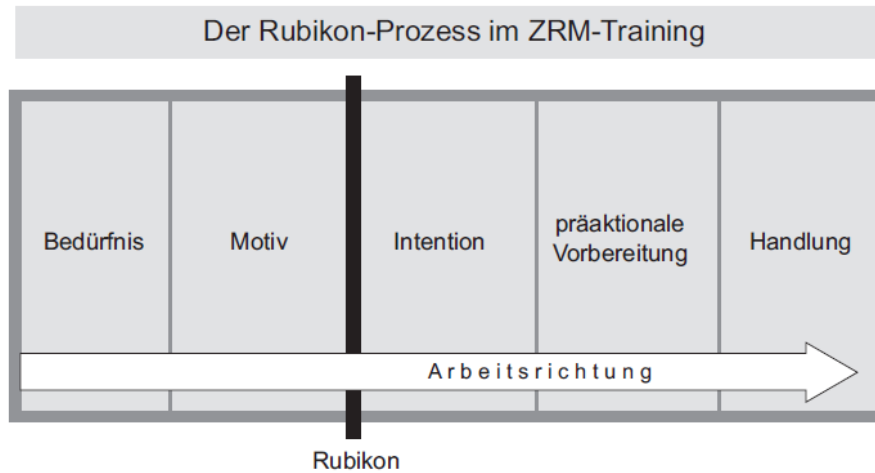 Der Rubikon-Prozess im ZRM-Training
Bedürfnis
Motiv
Intention
präaktionale
Vorbereitung
Handlung
Arbeitsrichtung
Rubikon